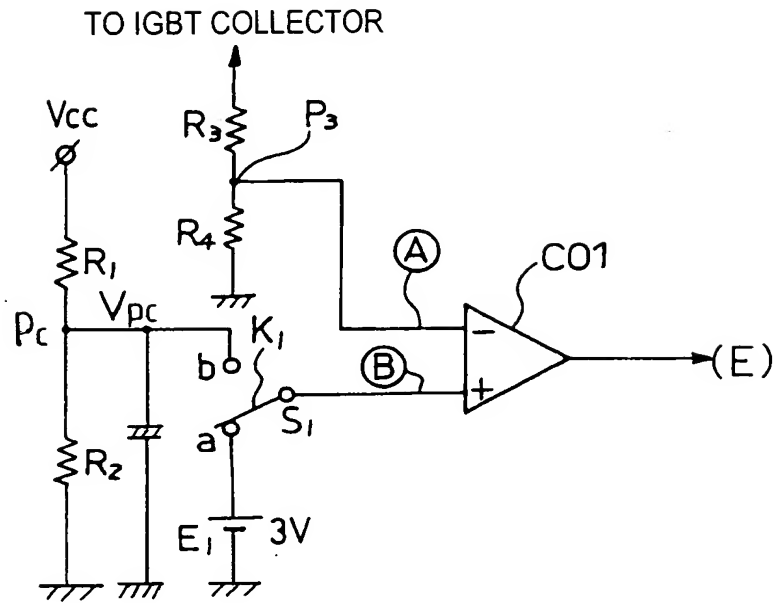 TO IGBT COLLECTOR
Vcc
R3
P3
R4
A
CO1
R1
Vpc
Pc
K1
b
B
(E)
S1
a
R2
E1
3V
-
+